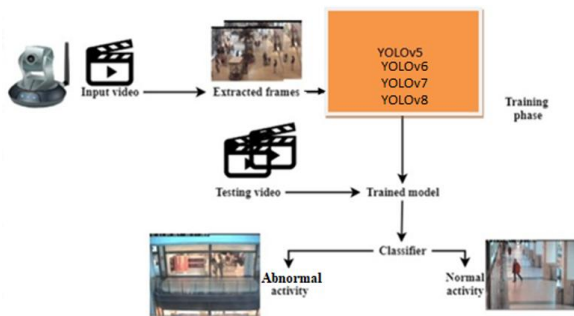 YOLOv5
YOLOv6
YOLOv7
YOLOv8
Input video
Extracted frames
Training
phase
Testing video
Trained model
Classifier
Abnormal
activity
Normal
activity